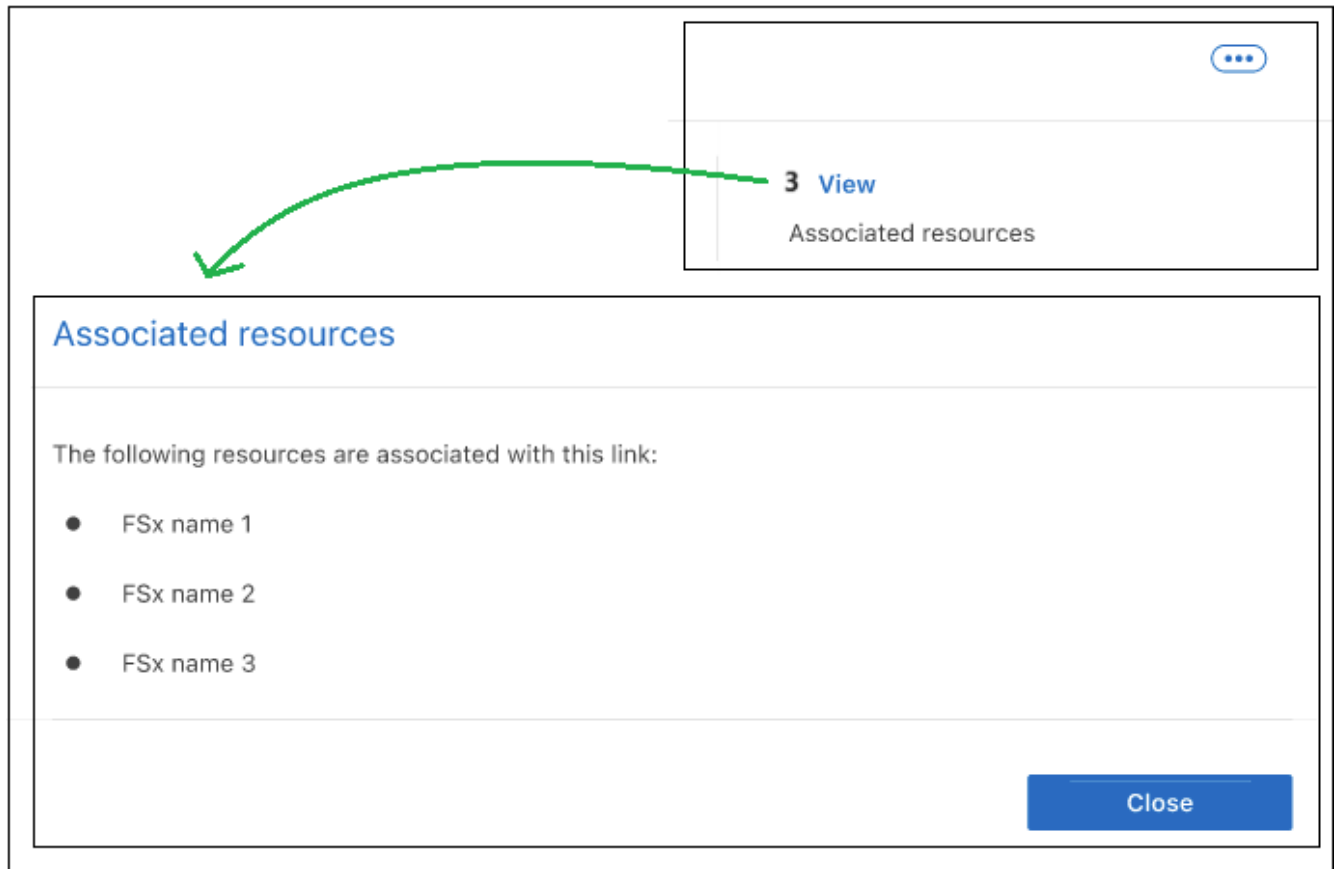 3 View
Associated resources
Associated resources
The following resources are associated with this link:
● FSx name 1
● FSx name 2
● FSx name 3
Close